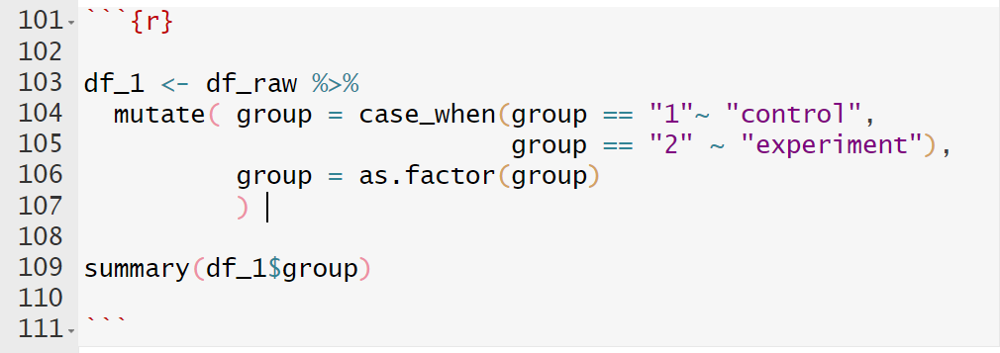 101 ```{r}
102
103 df_1 <- df_raw %>%
104   mutate( group = case_when(group == "1"~ "control",
105                             group == "2" ~ "experiment"),
106           group = as.factor(group)
107           )
108
109 summary(df_1$group)
110
111 ```